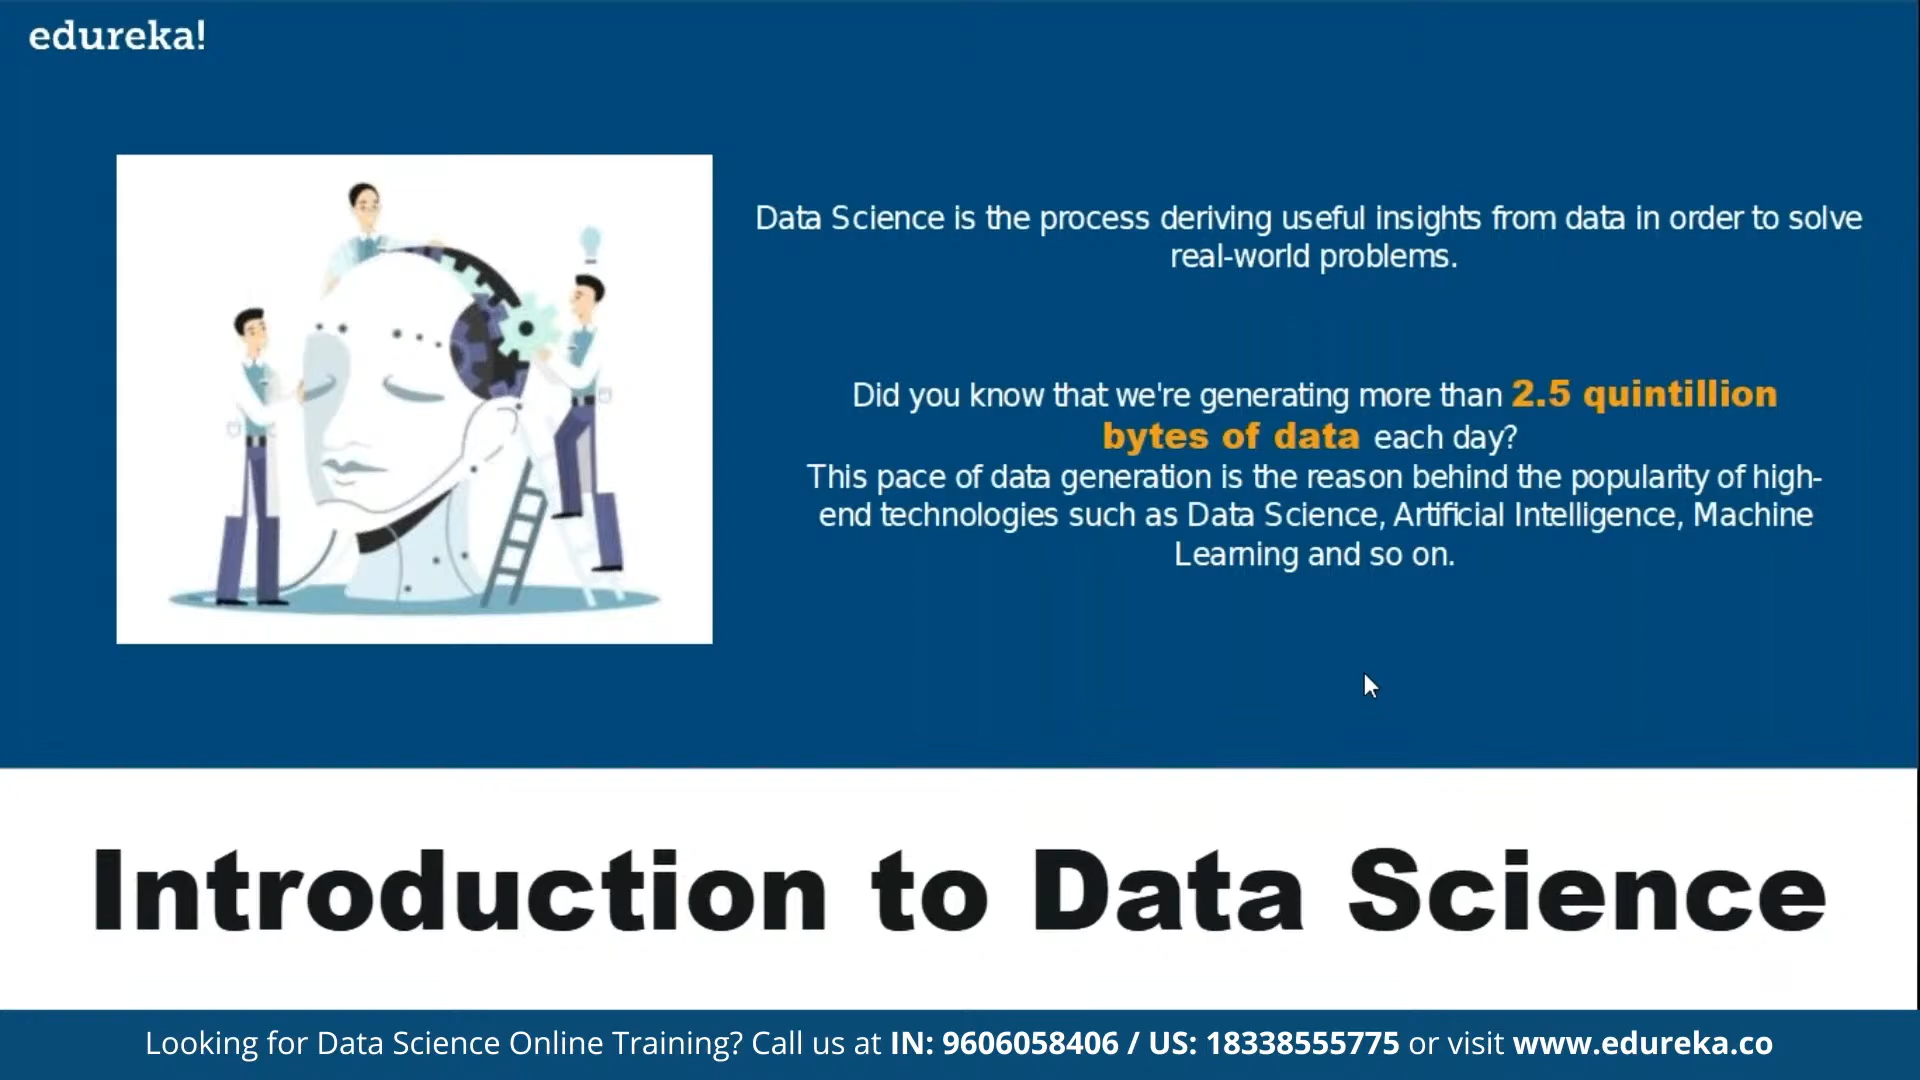 edureka!
Data Science is the process deriving useful insights from data in order to solve
real-world problems.
Did you know that we're generating more than 2.5 quintillion
bytes of data each day?
This pace of data generation is the reason behind the popularity of high-
end technologies such as Data Science, Artificial Intelligence, Machine
Learning and so on.
Introduction to Data Science
Looking for Data Science Online Training? Call us at IN: 9606058406 / US: 18338555775 or visit www.edureka.co